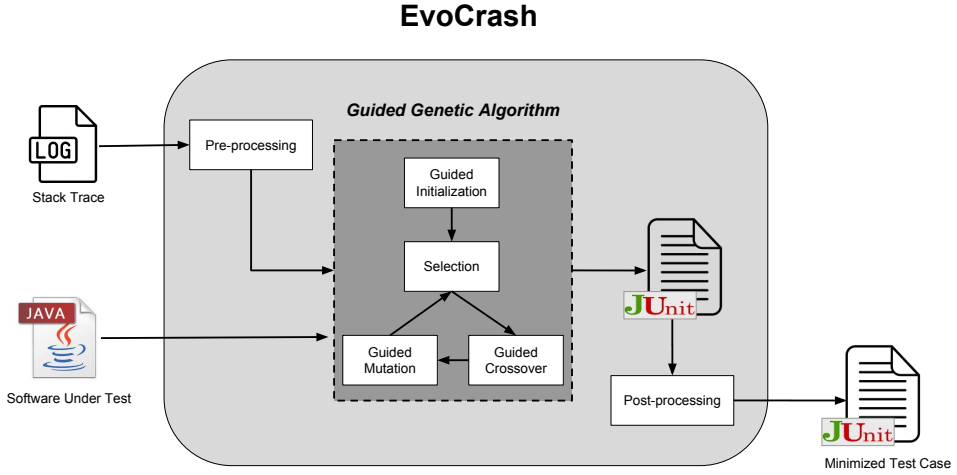 EvoCrash
Guided Genetic Algorithm
LOG
Stack Trace
Pre-processing
Guided
Initialization
Selection
Guided
Mutation
Guided
Crossover
JAVA
Software Under Test
JUnit
Post-processing
JUnit
Minimized Test Case